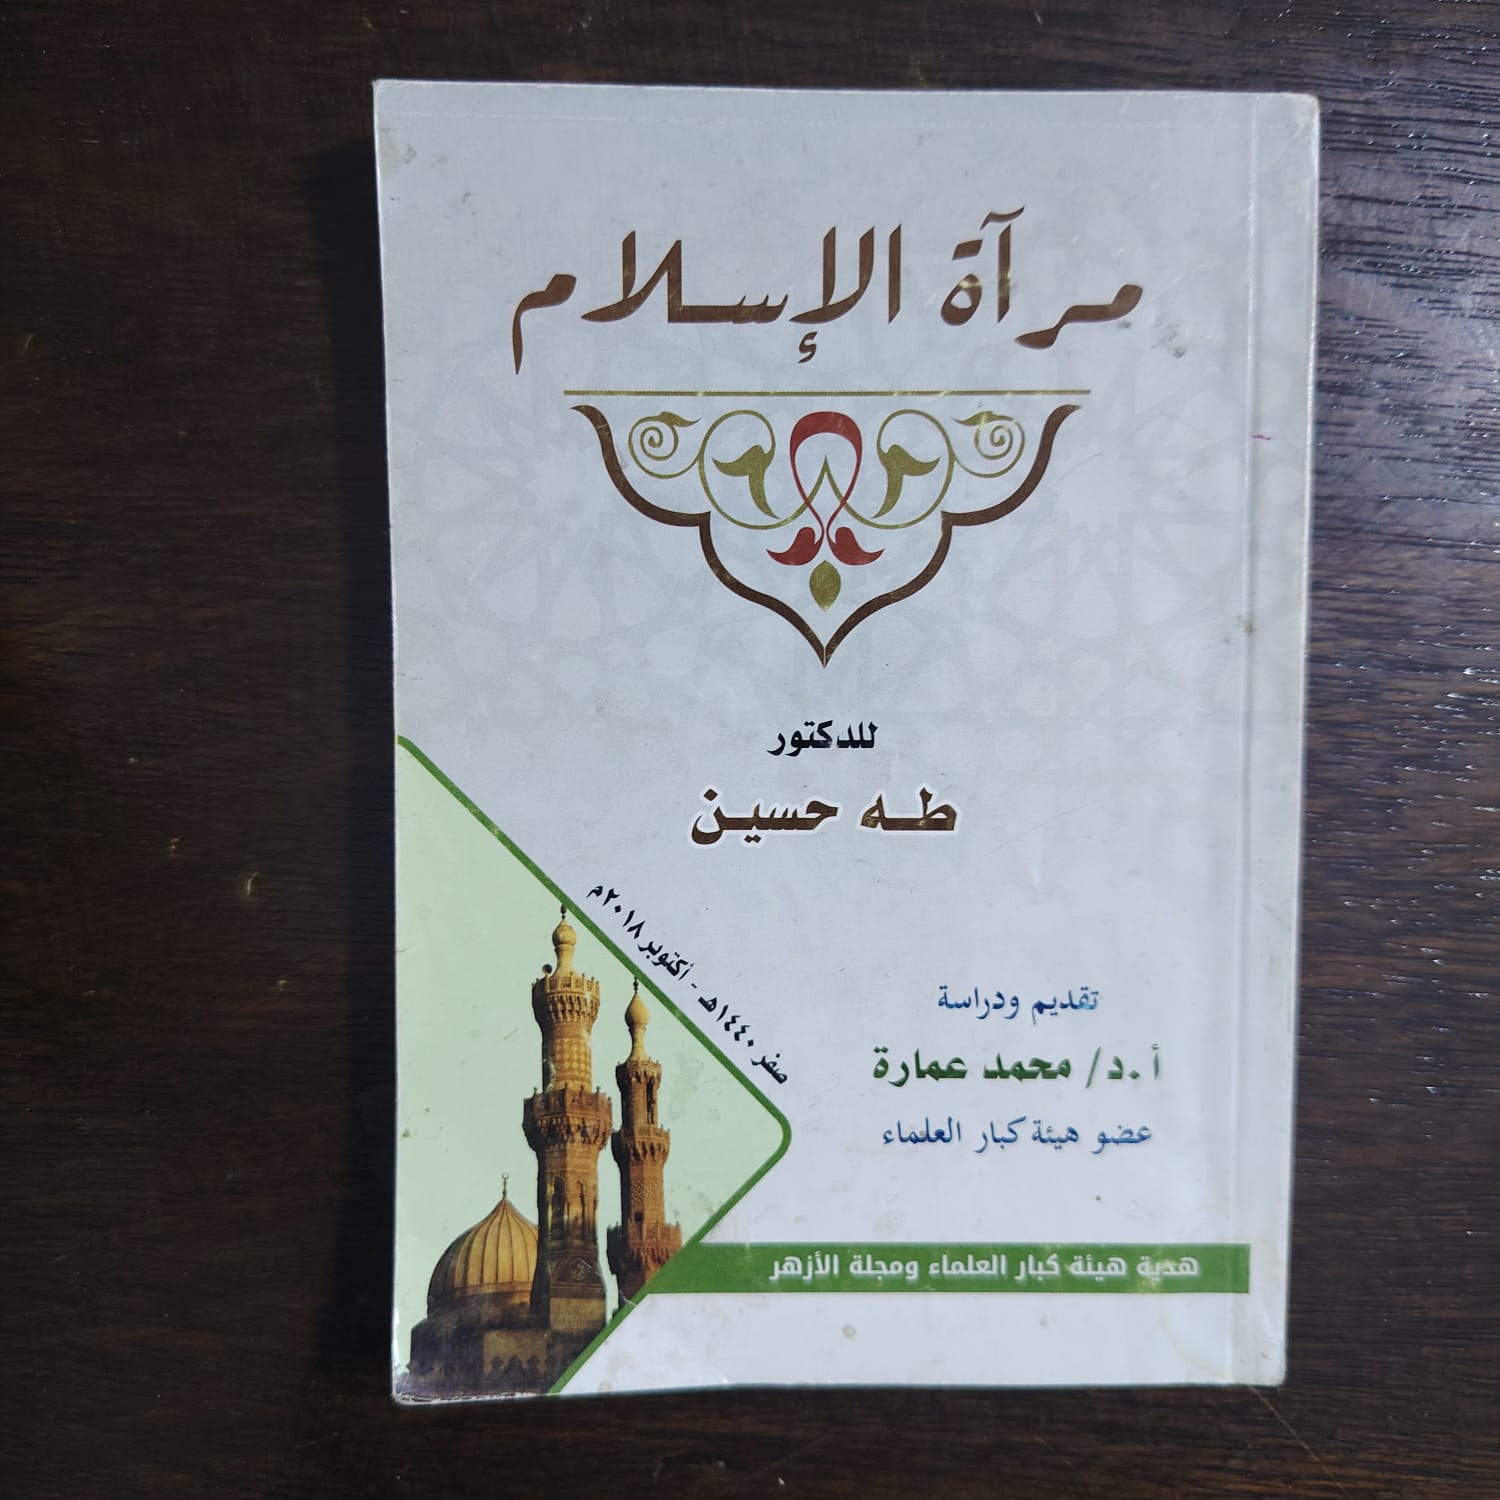 مرآة الإسلام
للدكتور
طه حسين
صفر ١٤٤٠هـ - أكتوبر ٢٠١٨م
تقديم ودراسة
أ.د/ محمد عمارة
عضو هيئة كبار العلماء
هدية هيئة كبار العلماء ومجلة الأزهر